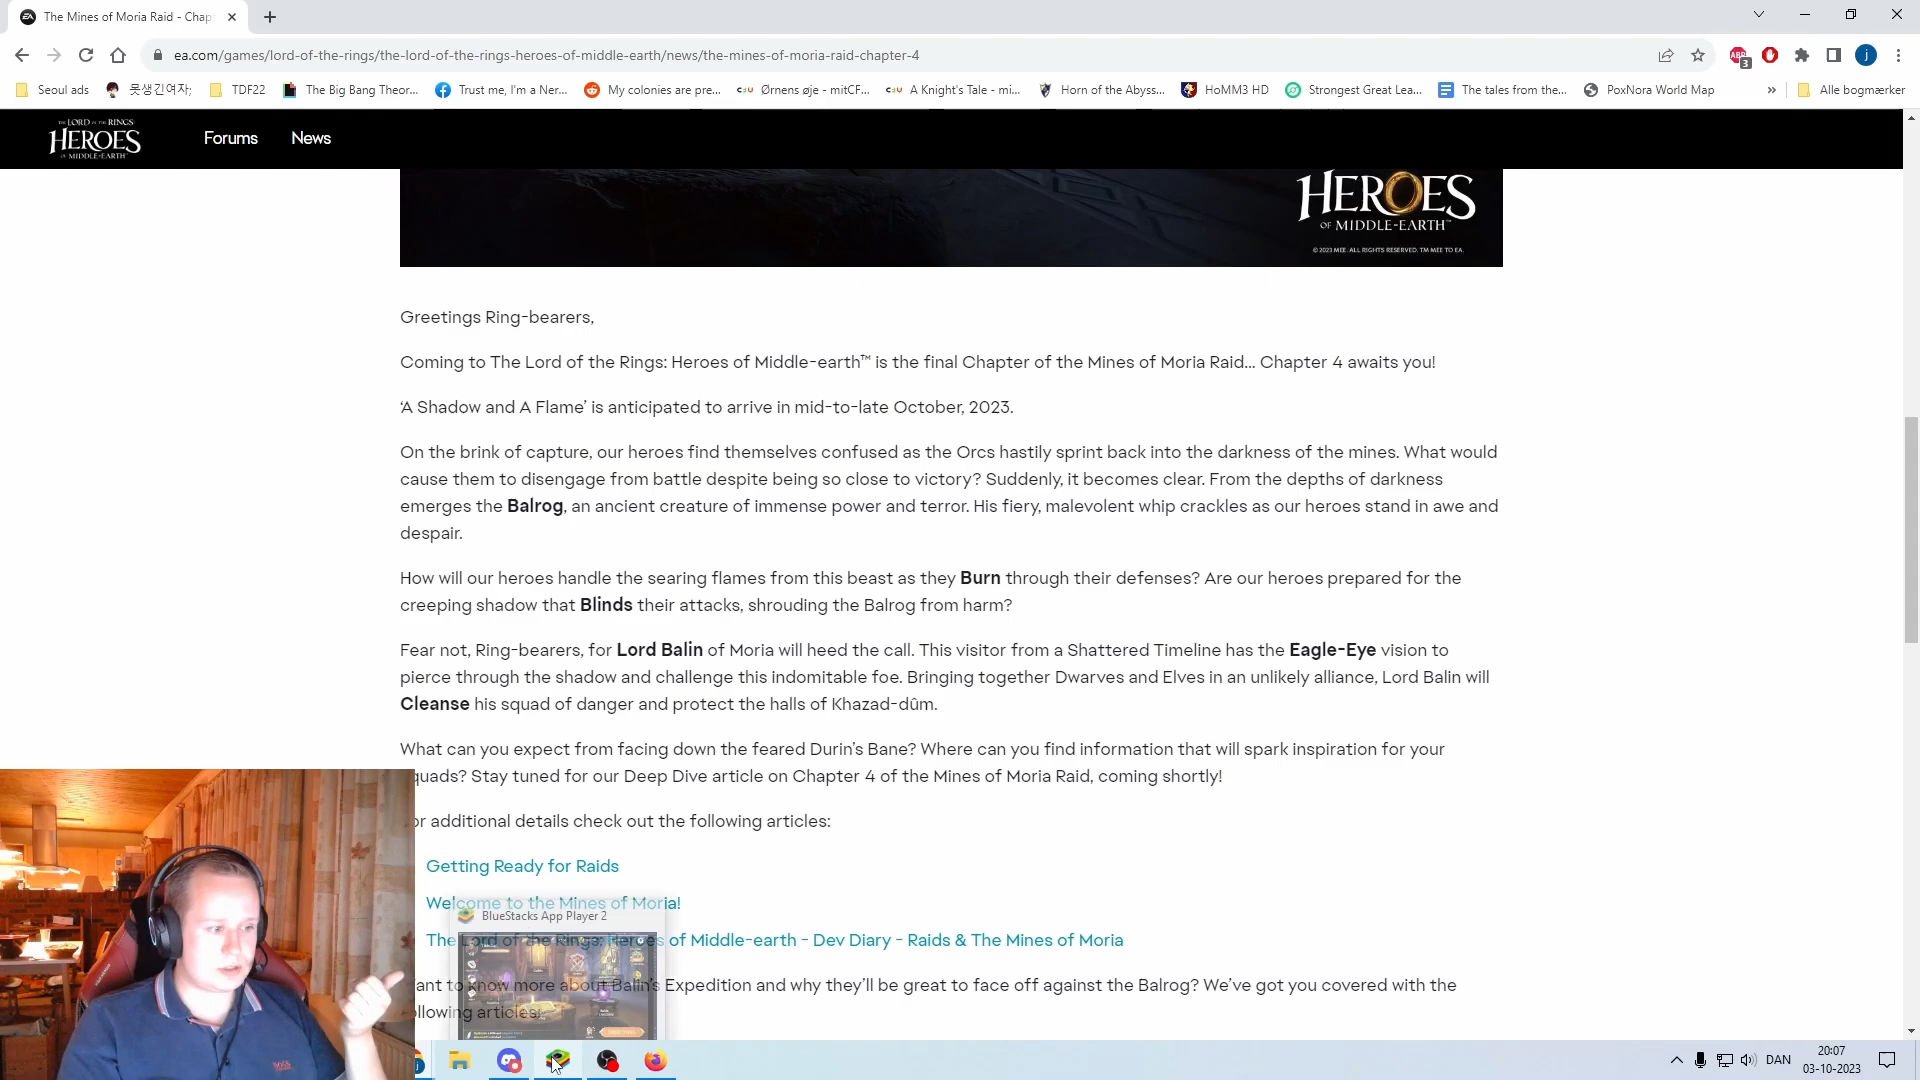 The Mines of Moria Raid - Chap
ea.com/games/lord-of-the-rings/the-lord-of-the-rings-heroes-of-middle-earth/news/the-mines-of-moria-raid-chapter-4
ABP
3
j
Seoul ads
못생긴여자;
TDF22
The Big Bang Theor...
Trust me, I'm a Ner...
My colonies are pre...
Ørnens øje - mitCF...
A Knight's Tale - mi...
Horn of the Abyss...
HoMM3 HD
Strongest Great Lea...
The tales from the...
PoxNora World Map
»
Alle bogmærker
THE LORD OF THE RINGS
HEROES
OF MIDDLE-EARTH
Forums
News
HEROES
OF MIDDLE-EARTH™
© 2023 MEE. ALL RIGHTS RESERVED. TM MEE TO EA.
Greetings Ring-bearers,
Coming to The Lord of the Rings: Heroes of Middle-earth™ is the final Chapter of the Mines of Moria Raid... Chapter 4 awaits you!
‘A Shadow and A Flame’ is anticipated to arrive in mid-to-late October, 2023.
On the brink of capture, our heroes find themselves confused as the Orcs hastily sprint back into the darkness of the mines. What would
cause them to disengage from battle despite being so close to victory? Suddenly, it becomes clear. From the depths of darkness
emerges the Balrog, an ancient creature of immense power and terror. His fiery, malevolent whip crackles as our heroes stand in awe and
despair.
How will our heroes handle the searing flames from this beast as they Burn through their defenses? Are our heroes prepared for the
creeping shadow that Blinds their attacks, shrouding the Balrog from harm?
Fear not, Ring-bearers, for Lord Balin of Moria will heed the call. This visitor from a Shattered Timeline has the Eagle-Eye vision to
pierce through the shadow and challenge this indomitable foe. Bringing together Dwarves and Elves in an unlikely alliance, Lord Balin will
Cleanse his squad of danger and protect the halls of Khazad-dûm.
What can you expect from facing down the feared Durin's Bane? Where can you find information that will spark inspiration for your
quads? Stay tuned for our Deep Dive article on Chapter 4 of the Mines of Moria Raid, coming shortly!
or additional details check out the following articles:
Getting Ready for Raids
Welcome to the Mines of Moria!
BlueStacks App Player 2
The Lord of the Rings: Heroes of Middle-earth - Dev Diary - Raids & The Mines of Moria
ant to know more about Balin's Expedition and why they'll be great to face off against the Balrog? We've got you covered with the
ollowing articles:
DAN
20:07
03-10-2023